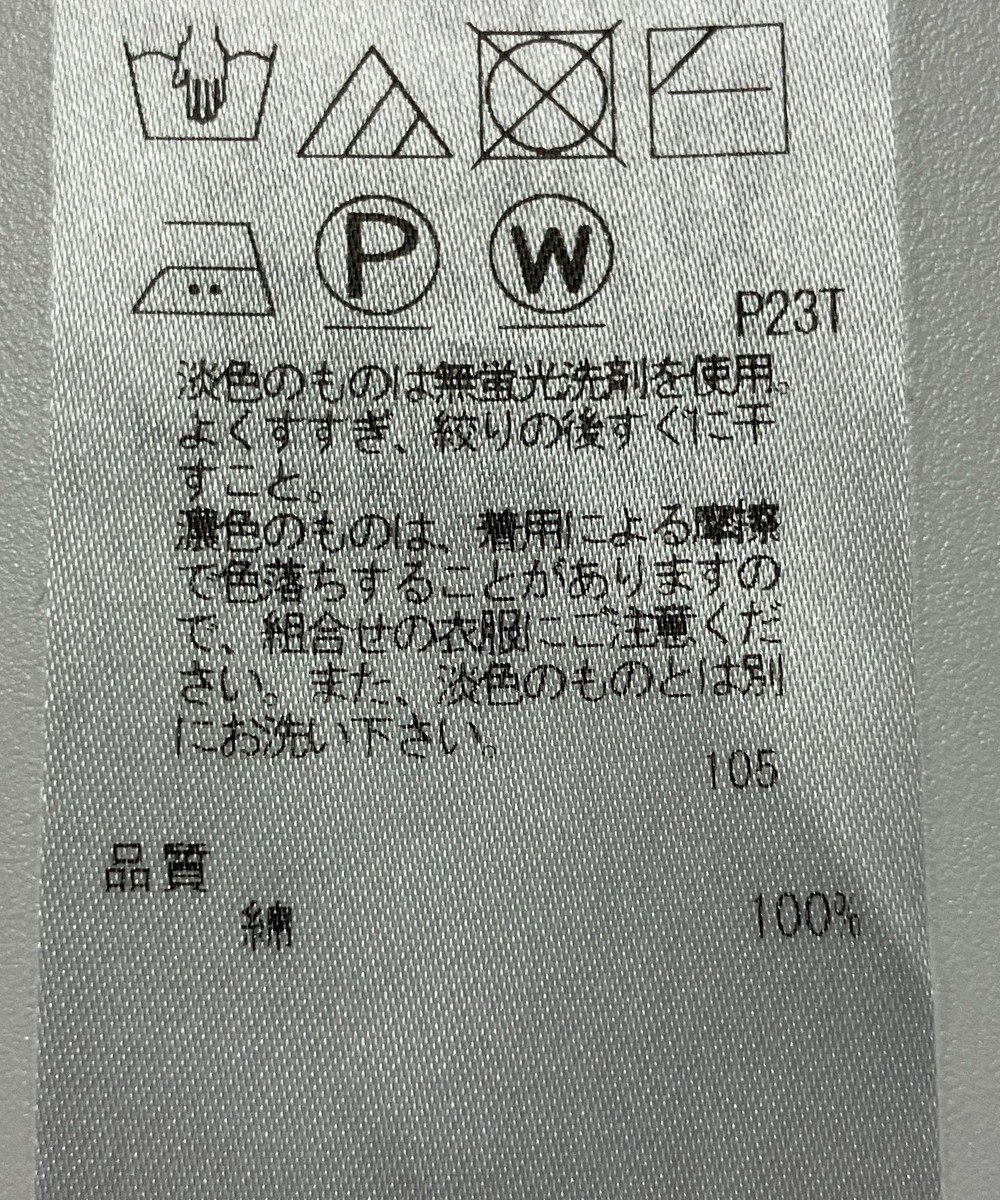 P W
P23T
淡色のものは無蛍光洗剤を使用。
よくすすぎ、絞りの後すぐに干
すこと。
濃色のものは、着用による摩擦
で色落ちすることがありますの
で、組合せの衣服にご注意くだ
さい。また、淡色のものとは別
にお洗い下さい。
105
品質
綿 100%